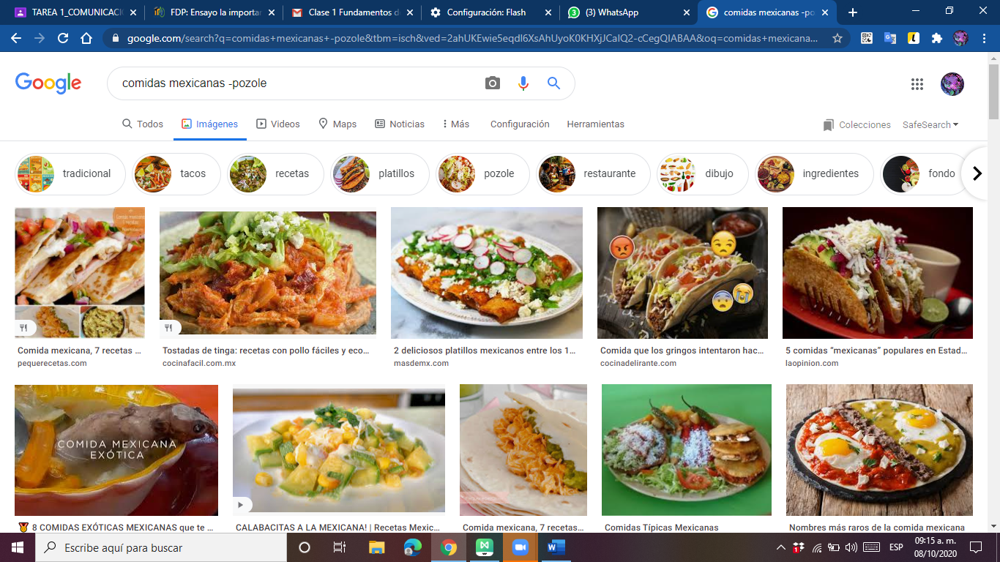 TAREA 1_COMUNICACI
FDP: Ensayo la importan
Clase 1 Fundamentos d
Configuración: Flash
(3) WhatsApp
comidas mexicanas -po
google.com/search?q=comidas+mexicanas+-pozole&tbm=isch&ved=2ahUKEwie5eqdl6XsAhUyoK0KHXjJCaIQ2-cCegQIABAA&oq=comidas+mexicana...
Google
comidas mexicanas -pozole
Todos
Imágenes
Videos
Maps
Noticias
Más
Configuración
Herramientas
Colecciones
SafeSearch
tradicional
tacos
recetas
platillos
pozole
restaurante
dibujo
ingredientes
fondo
Comida mexicana, 7 recetas ...
pequerecetas.com
Tostadas de tinga: recetas con pollo fáciles y eco...
cocinafacil.com.mx
2 deliciosos platillos mexicanos entre los 1...
masdemx.com
Comida que los gringos intentaron hac...
cocinadelirante.com
5 comidas “mexicanas” populares en Estad...
laopinion.com
COMIDA MEXICANA
EXÓTICA
8 COMIDAS EXÓTICAS MEXICANAS que te ...
CALABACITAS A LA MEXICANA! | Recetas Mexic...
Comida mexicana, 7 recetas...
Comidas Típicas Mexicanas
Nombres más raros de la comida mexicana
Escribe aquí para buscar
ESP
09:15 a. m.
08/10/2020